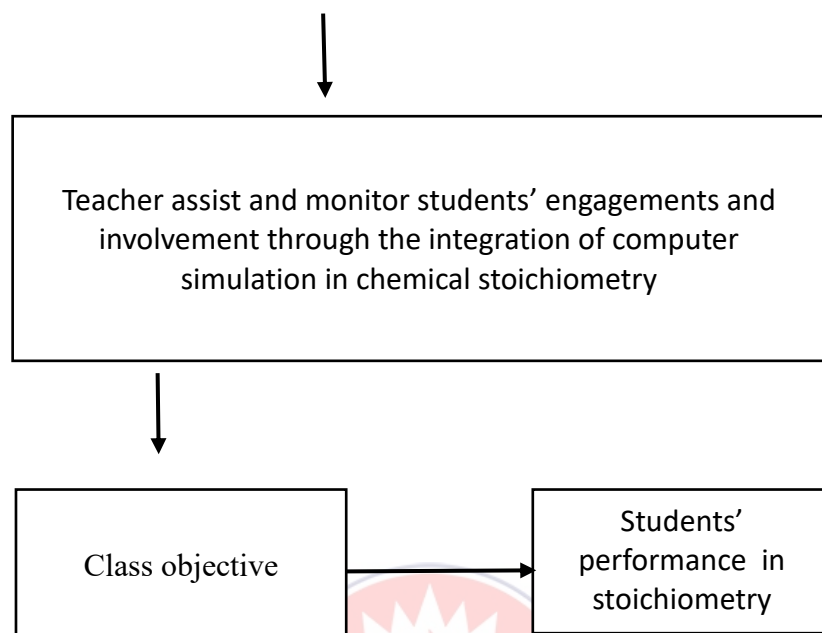 Teacher assist and monitor students’ engagements and
involvement through the integration of computer
simulation in chemical stoichiometry
Class objective
Students’
performance in
stoichiometry